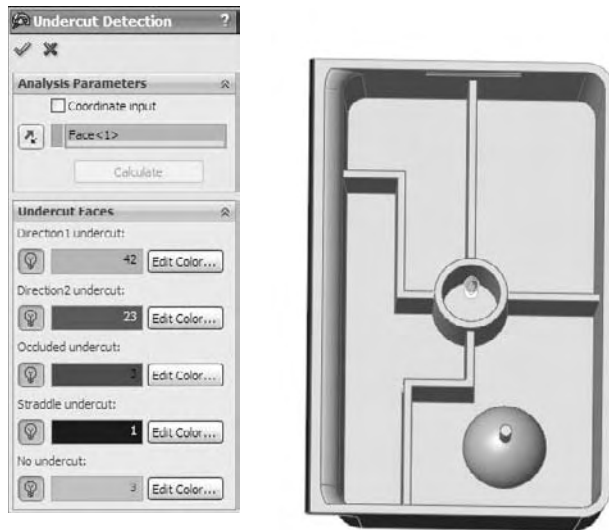 Undercut Detection ?
Analysis Parameters
Coordinate input
Face<1>
Calculate
Undercut Faces
Direction1 undercut:
42 Edit Color...
Direction2 undercut:
23 Edit Color...
Occluded undercut:
Edit Color...
Straddle undercut:
1 Edit Color...
No undercut:
3 Edit Color...